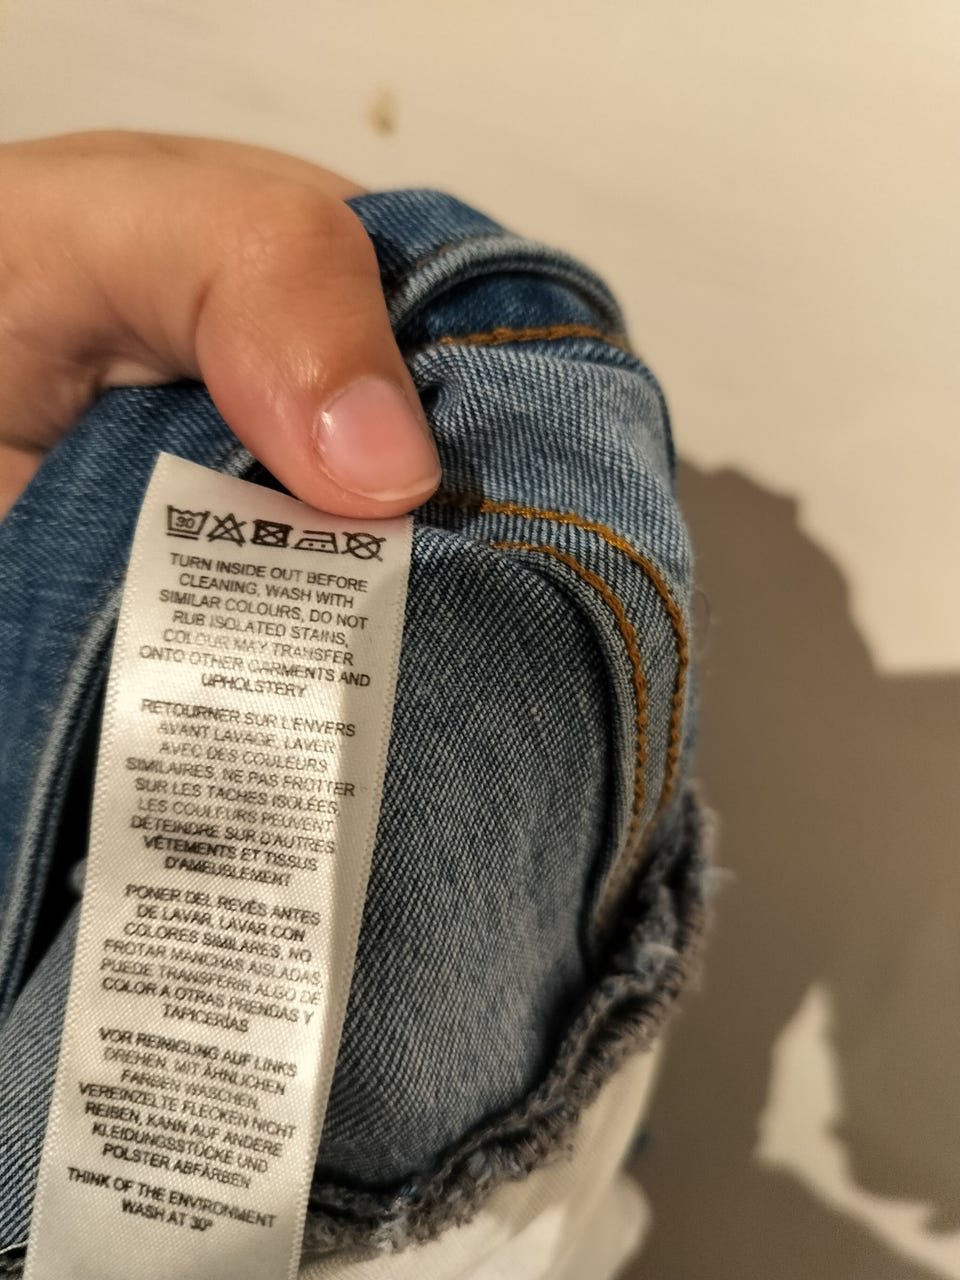 30
TURN INSIDE OUT BEFORE
CLEANING, WASH WITH
SIMILAR COLOURS, DO NOT
RUB ISOLATED STAINS,
COLOUR MAY TRANSFER
ONTO OTHER GARMENTS AND
UPHOLSTERY
RETOURNER SUR L'ENVERS
AVANT LAVAGE, LAVER
AVEC DES COULEURS
SIMILAIRES, NE PAS FROTTER
SUR LES TACHES ISOLÉES,
LES COULEURS PEUVENT
DÉTEINDRE SUR D'AUTRES
VÊTEMENTS ET TISSUS
D'AMEUBLEMENT
PONER DEL REVÉS ANTES
DE LAVAR, LAVAR CON
COLORES SIMILARES, NO
FROTAR MANCHAS AISLADAS,
PUEDE TRANSFERIR ALGO DE
COLOR A OTRAS PRENDAS Y
TAPICERÍAS
VOR REINIGUNG AUF LINKS
DREHEN, MIT ÄHNLICHEN
FARBEN WASCHEN,
VEREINZELTE FLECKEN NICHT
REIBEN, KANN AUF ANDERE
KLEIDUNGSSTÜCKE UND
POLSTER ABFÄRBEN
THINK OF THE ENVIRONMENT
WASH AT 30°